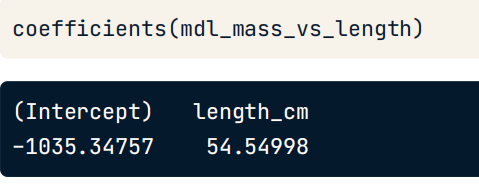 coefficients(mdl_mass_vs_length)
(Intercept) length_cm
-1035.34757 54.54998